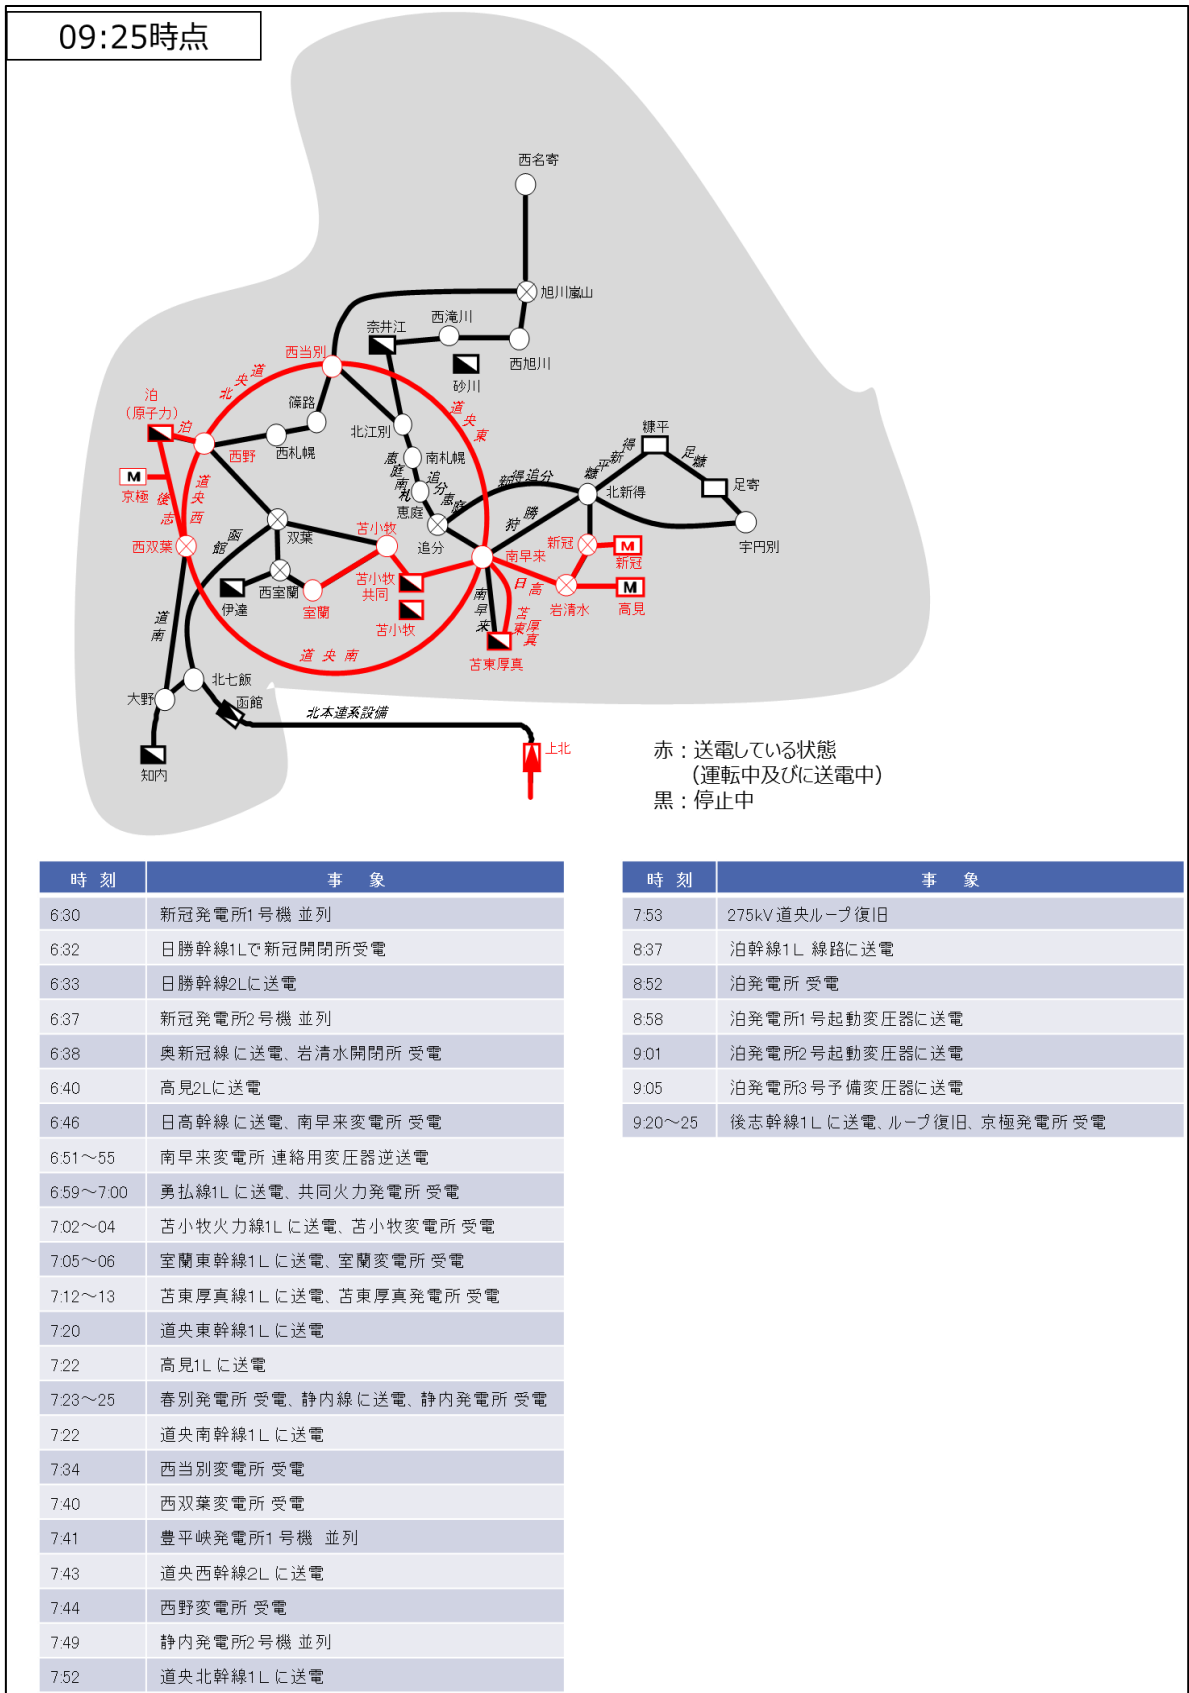 09:25時点
西名寄
旭川嵐山
西滝川
奈井江
西旭川
砂川
西当別
道央北
道央東
泊
(原子力)
泊
篠路
北江別
糠平
西野
西札幌
南札幌
恵庭南札
追分恵庭
恵庭
新得追分
糠平新得
足糠
足寄
北新得
宇円別
M
京極
後志
道央西
函館
双葉
苫小牧
追分
狩勝
西双葉
南早来
新冠
M
新冠
苫小牧
共同
日高
岩清水
M
高見
伊達
西室蘭
室蘭
苫小牧
南早来
苫東厚真
苫東厚真
道南
道央南
大野
北七飯
函館
北本連系設備
上北
知内
赤:送電している状態
(運転中及びに送電中)
黒:停止中
時 刻 事 象
6:30 新冠発電所1号機 並列
6:32 日勝幹線1Lで新冠開閉所受電
6:33 日勝幹線2Lに送電
6:37 新冠発電所2号機 並列
6:38 奥新冠線に送電、岩清水開閉所 受電
6:40 高見2Lに送電
6:46 日高幹線に送電、南早来変電所 受電
6:51～55 南早来変電所 連絡用変圧器逆送電
6:59～7:00 勇払線1Lに送電、共同火力発電所 受電
7:02～04 苫小牧火力線1Lに送電、苫小牧変電所 受電
7:05～06 室蘭東幹線1Lに送電、室蘭変電所 受電
7:12～13 苫東厚真線1Lに送電、苫東厚真発電所 受電
7:20 道央東幹線1Lに送電
7:22 高見1Lに送電
7:23～25 春別発電所 受電、静内線に送電、静内発電所 受電
7:22 道央南幹線1Lに送電
7:34 西当別変電所 受電
7:40 西双葉変電所 受電
7:41 豊平峡発電所1号機 並列
7:43 道央西幹線2Lに送電
7:44 西野変電所 受電
7:49 静内発電所2号機 並列
7:52 道央北幹線1Lに送電
時 刻 事 象
7:53 275kV道央ループ復旧
8:37 泊幹線1L 線路に送電
8:52 泊発電所 受電
8:58 泊発電所1号起動変圧器に送電
9:01 泊発電所2号起動変圧器に送電
9:05 泊発電所3号予備変圧器に送電
9:20～25 後志幹線1Lに送電、ループ復旧、京極発電所 受電